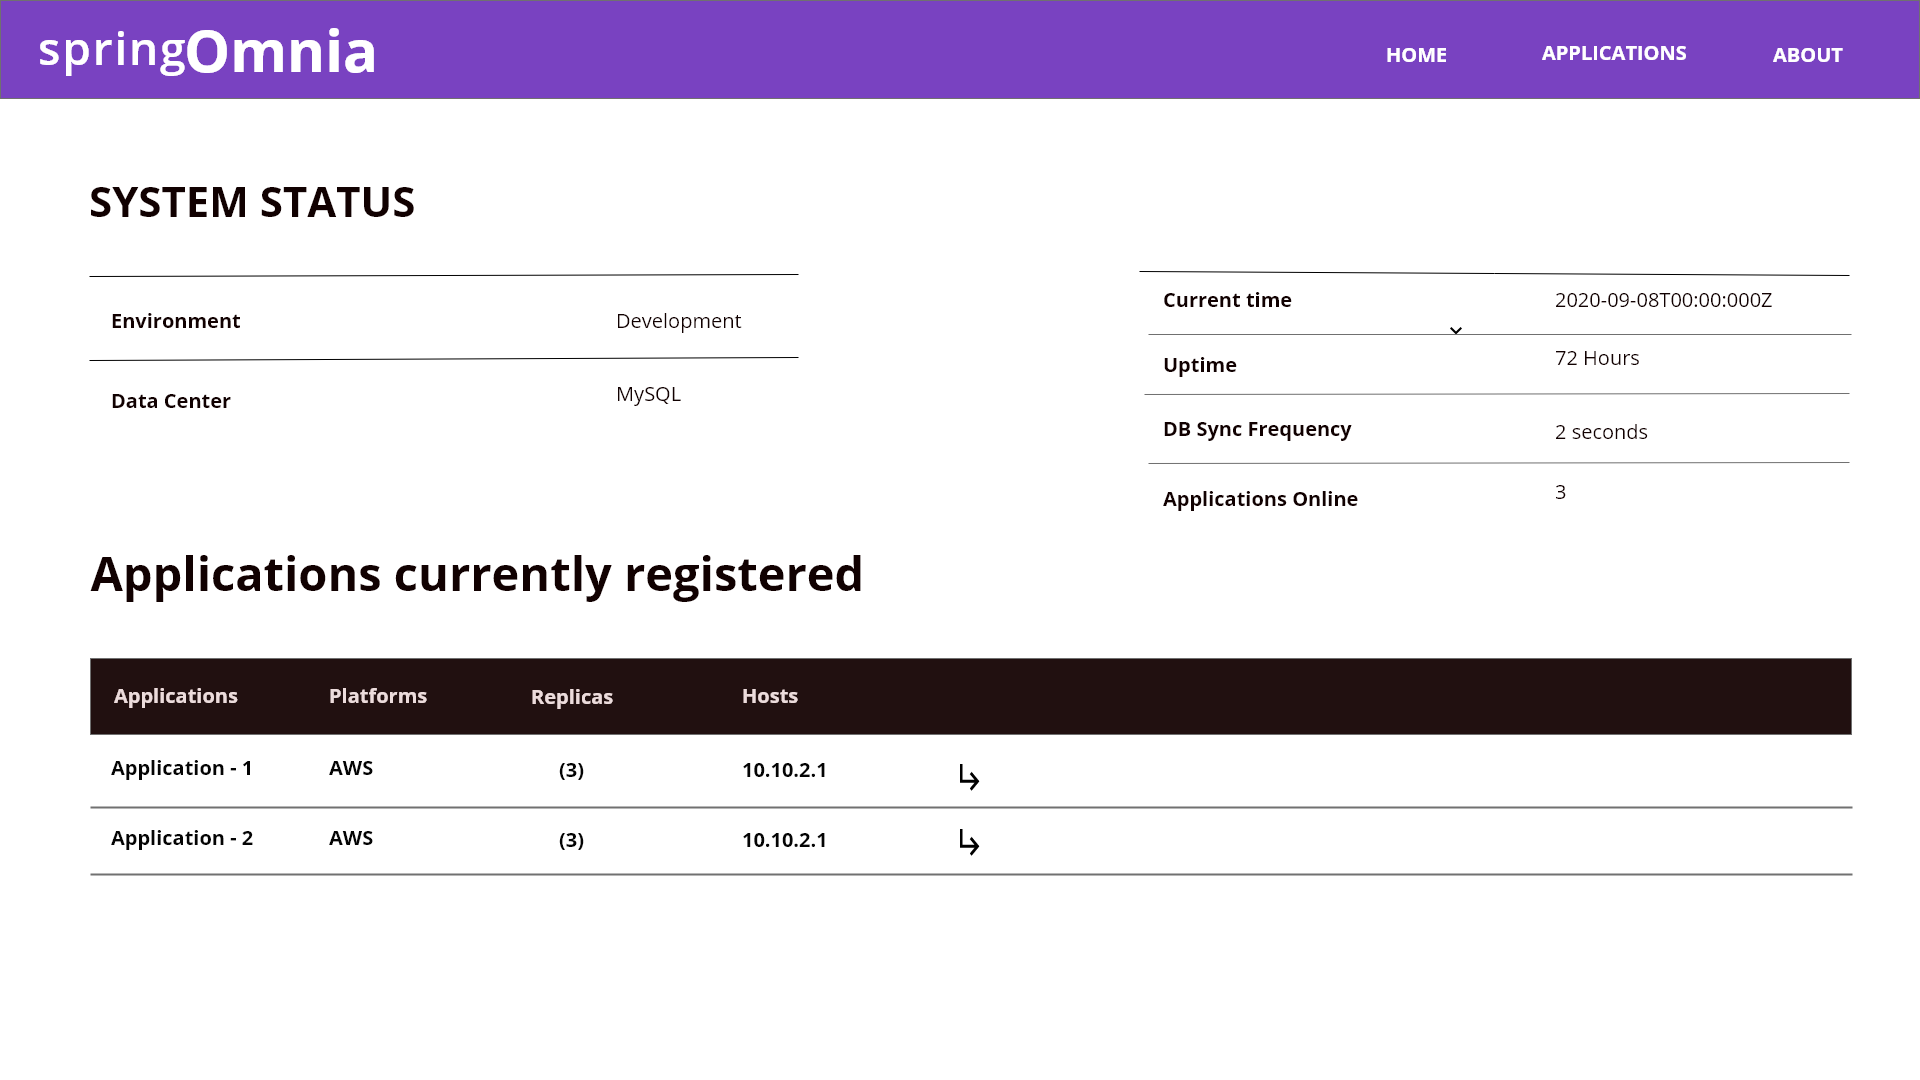 springOmnia
HOME APPLICATIONS ABOUT
SYSTEM STATUS
Environment Development
Data Center MySQL
Current time 2020-09-08T00:00:000Z
Uptime 72 Hours
DB Sync Frequency 2 seconds
Applications Online 3
Applications currently registered
Applications Platforms Replicas Hosts
Application - 1 AWS (3) 10.10.2.1
Application - 2 AWS (3) 10.10.2.1